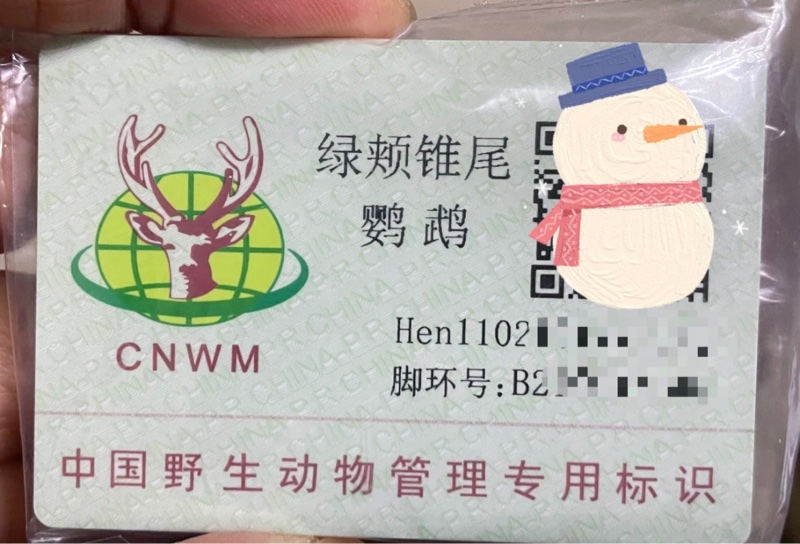 绿颊锥尾
鹦鹉
CNWM
Hen1102
脚环号:B2
中国野生动物管理专用标识